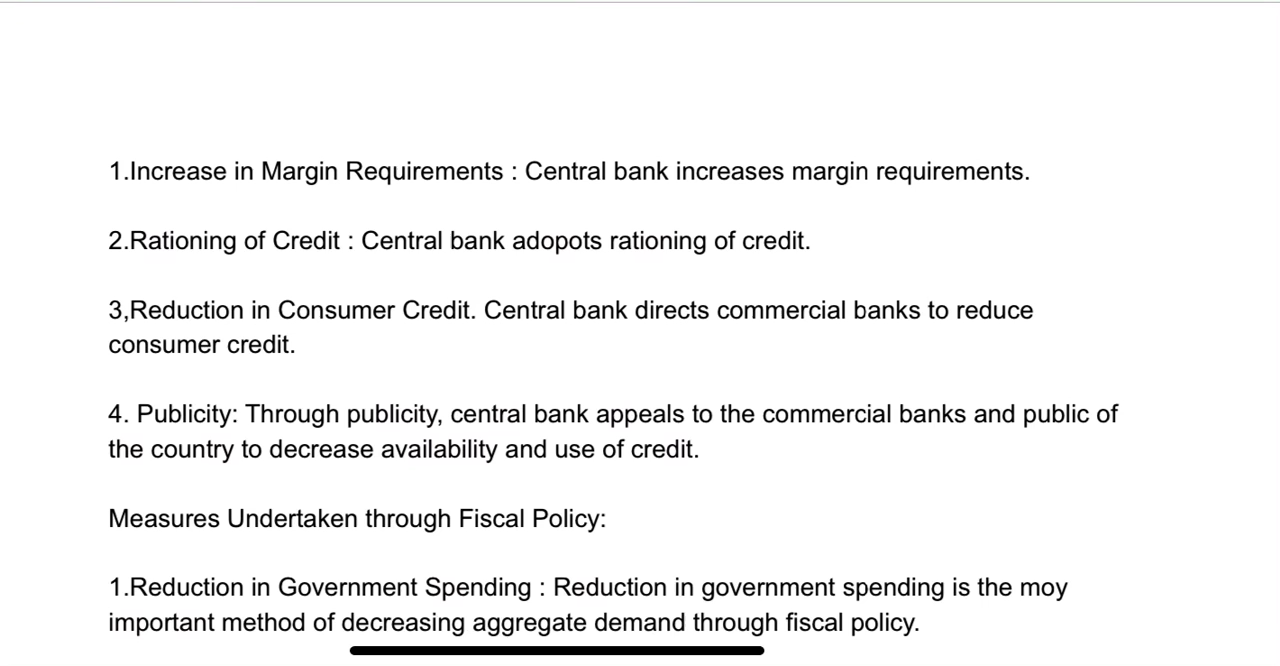 1.Increase in Margin Requirements : Central bank increases margin requirements.
2.Rationing of Credit : Central bank adopots rationing of credit.
3,Reduction in Consumer Credit. Central bank directs commercial banks to reduce
consumer credit.
4. Publicity: Through publicity, central bank appeals to the commercial banks and public of
the country to decrease availability and use of credit.
Measures Undertaken through Fiscal Policy:
1.Reduction in Government Spending : Reduction in government spending is the moy
important method of decreasing aggregate demand through fiscal policy.